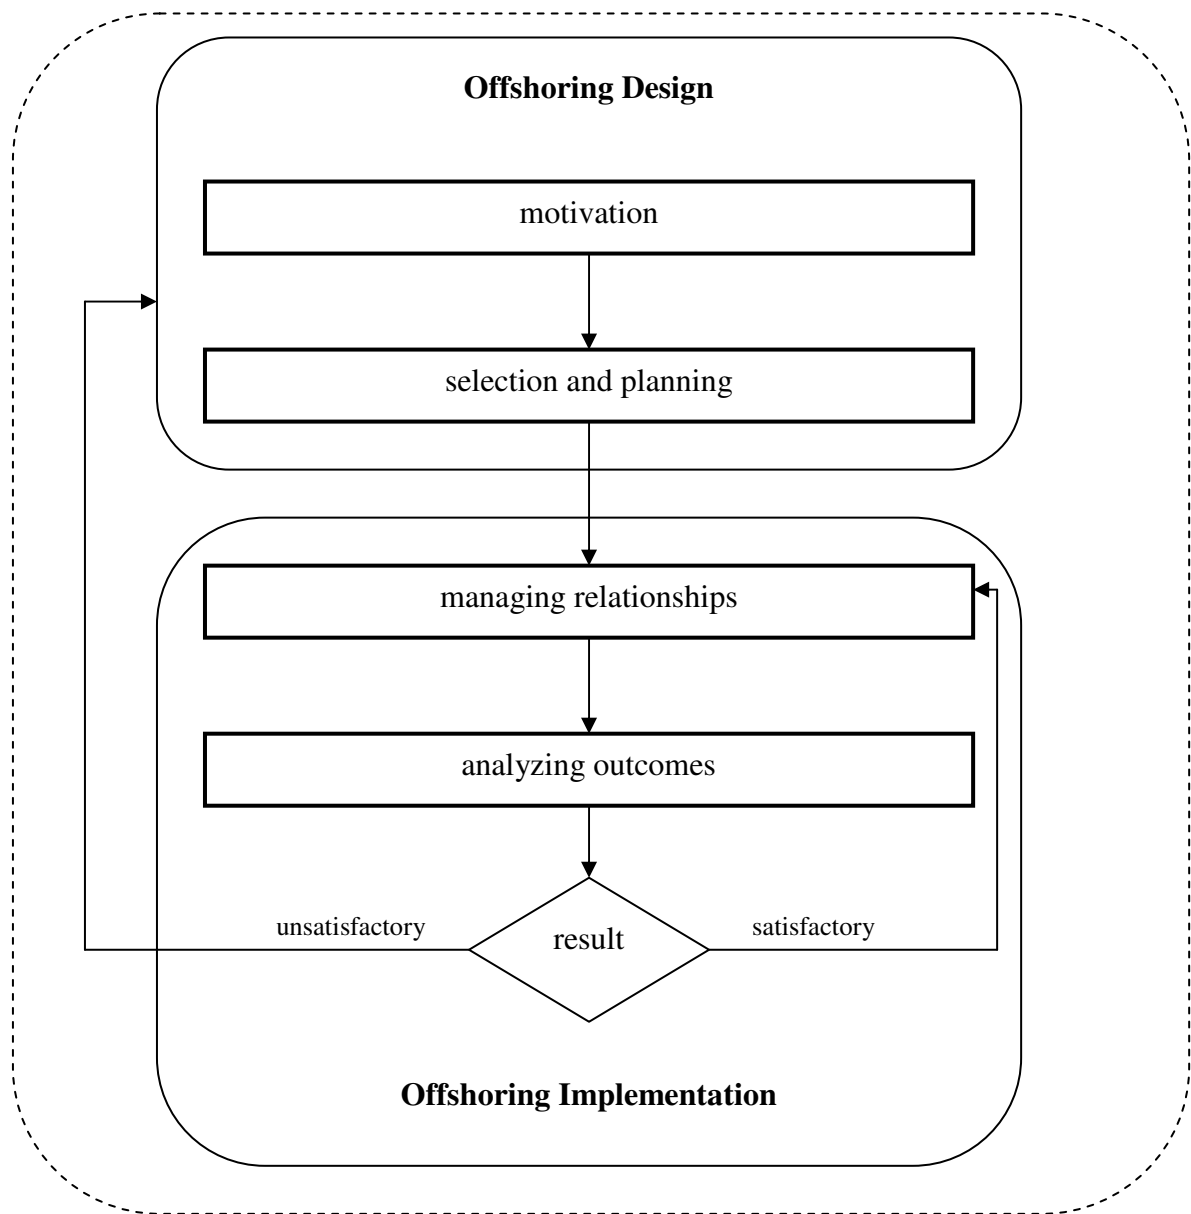 Offshoring Design
motivation
selection and planning
managing relationships
analyzing outcomes
unsatisfactory
result
satisfactory
Offshoring Implementation